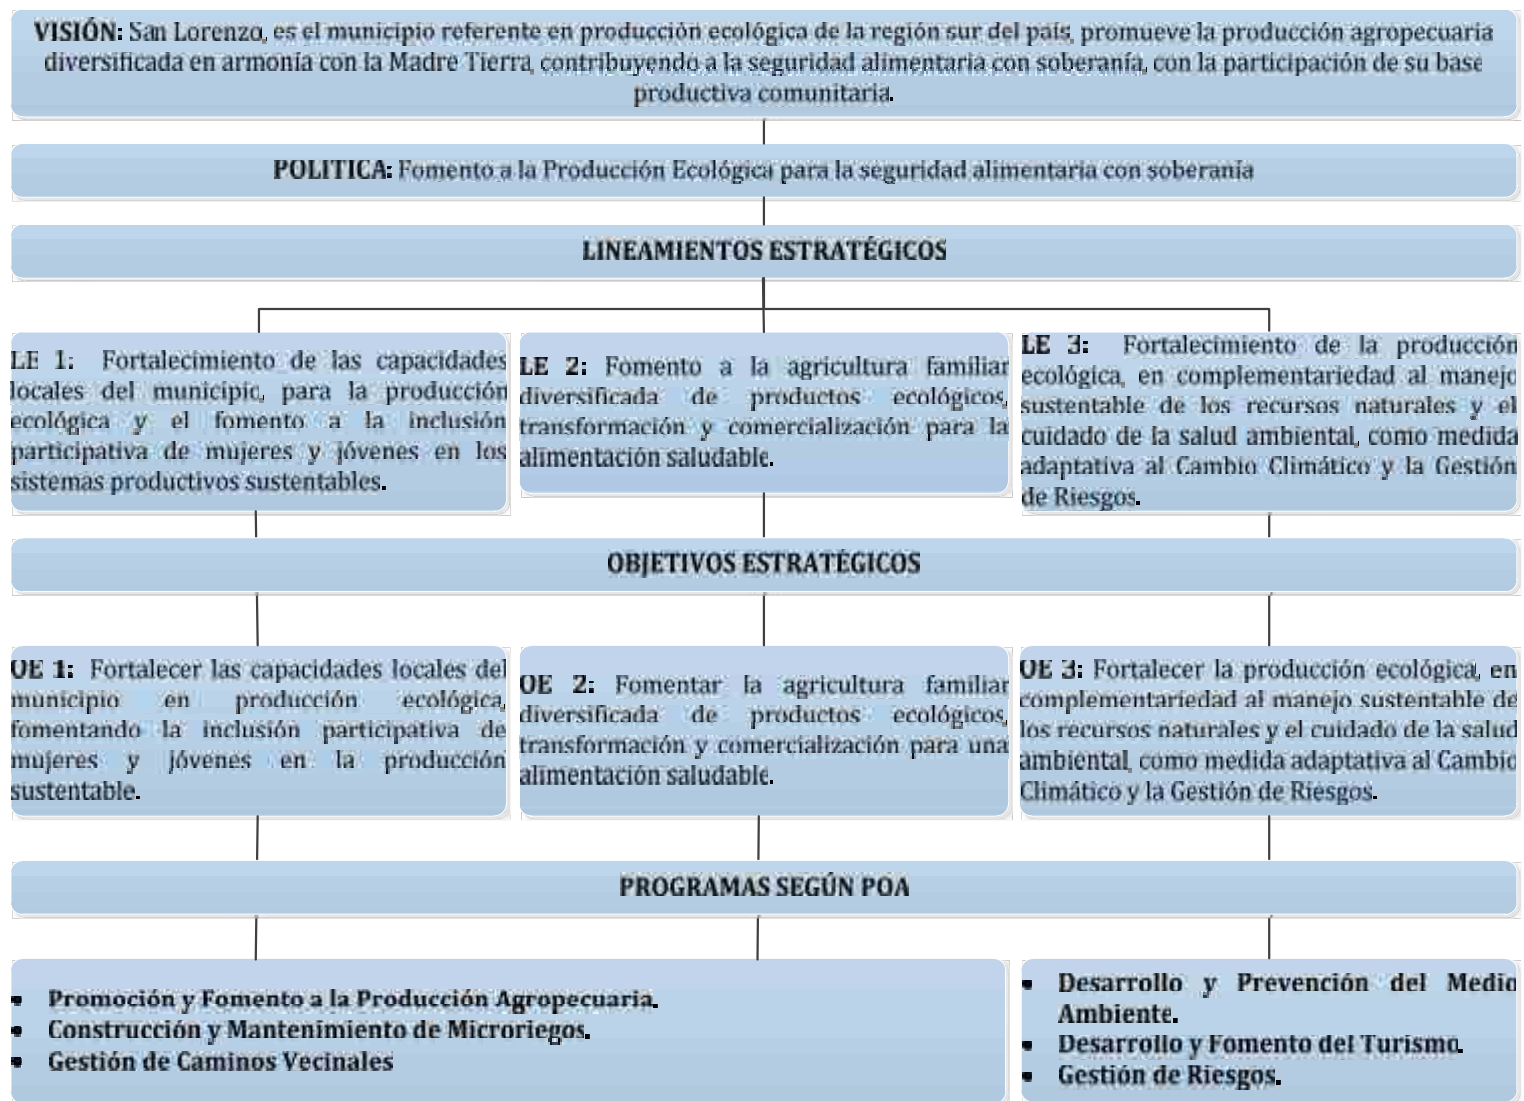 VISIÓN: San Lorenzo, es el municipio referente en producción ecológica de la región sur del país, promueve la producción agropecuaria
diversificada en armonía con la Madre Tierra, contribuyendo a la seguridad alimentaria con soberanía, con la participación de su base
productiva comunitaria.
POLITICA: Fomento a la Producción Ecológica para la seguridad alimentaria con soberanía
LINEAMIENTOS ESTRATÉGICOS
LE 1: Fortalecimiento de las capacidades
locales del municipio, para la producción
ecológica y el fomento a la inclusión
participativa de mujeres y jóvenes en los
sistemas productivos sustentables.
LE 2: Fomento a la agricultura familiar
diversificada de productos ecológicos,
transformación y comercialización para la
alimentación saludable.
LE 3: Fortalecimiento de la producción
ecológica, en complementariedad al manejo
sustentable de los recursos naturales y el
cuidado de la salud ambiental, como medida
adaptativa al Cambio Climático y la Gestión
de Riesgos.
OBJETIVOS ESTRATÉGICOS
OE 1: Fortalecer las capacidades locales del
municipio en producción ecológica,
fomentando la inclusión participativa de
mujeres y jóvenes en la producción
sustentable.
OE 2: Fomentar la agricultura familiar
diversificada de productos ecológicos,
transformación y comercialización para una
alimentación saludable.
OE 3: Fortalecer la producción ecológica, en
complementariedad al manejo sustentable de
los recursos naturales y el cuidado de la salud
ambiental, como medida adaptativa al Cambio
Climático y la Gestión de Riesgos.
PROGRAMAS SEGÚN POA
• Promoción y Fomento a la Producción Agropecuaria.
• Construcción y Mantenimiento de Microriegos.
• Gestión de Caminos Vecinales
• Desarrollo y Prevención del Medio
Ambiente.
• Desarrollo y Fomento del Turismo.
• Gestión de Riesgos.